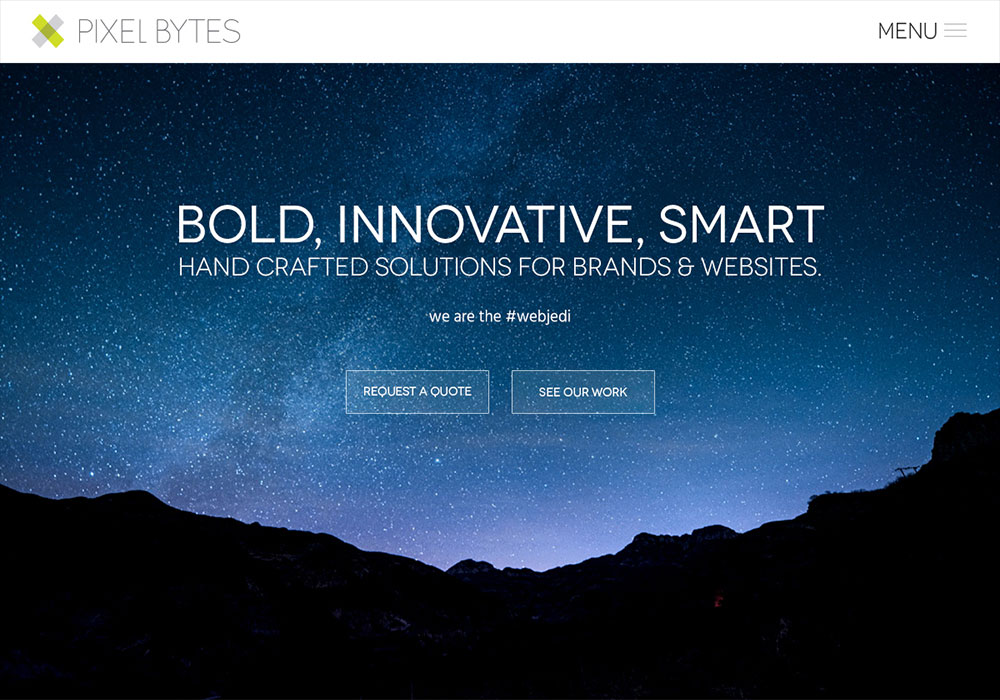 PIXEL BYTES
MENU
BOLD, INNOVATIVE, SMART
HAND CRAFTED SOLUTIONS FOR BRANDS & WEBSITES.
we are the #webjedi
REQUEST A QUOTE
SEE OUR WORK